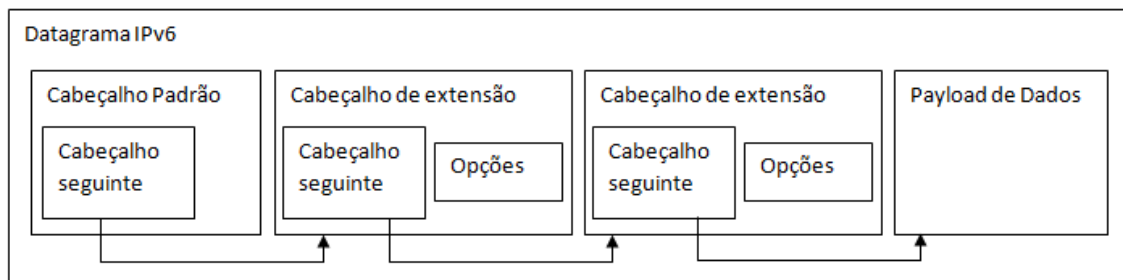 Datagrama IPv6
Cabeçalho Padrão
Cabeçalho
seguinte
Cabeçalho de extensão
Cabeçalho
seguinte
Opções
Cabeçalho de extensão
Cabeçalho
seguinte
Opções
Payload de Dados